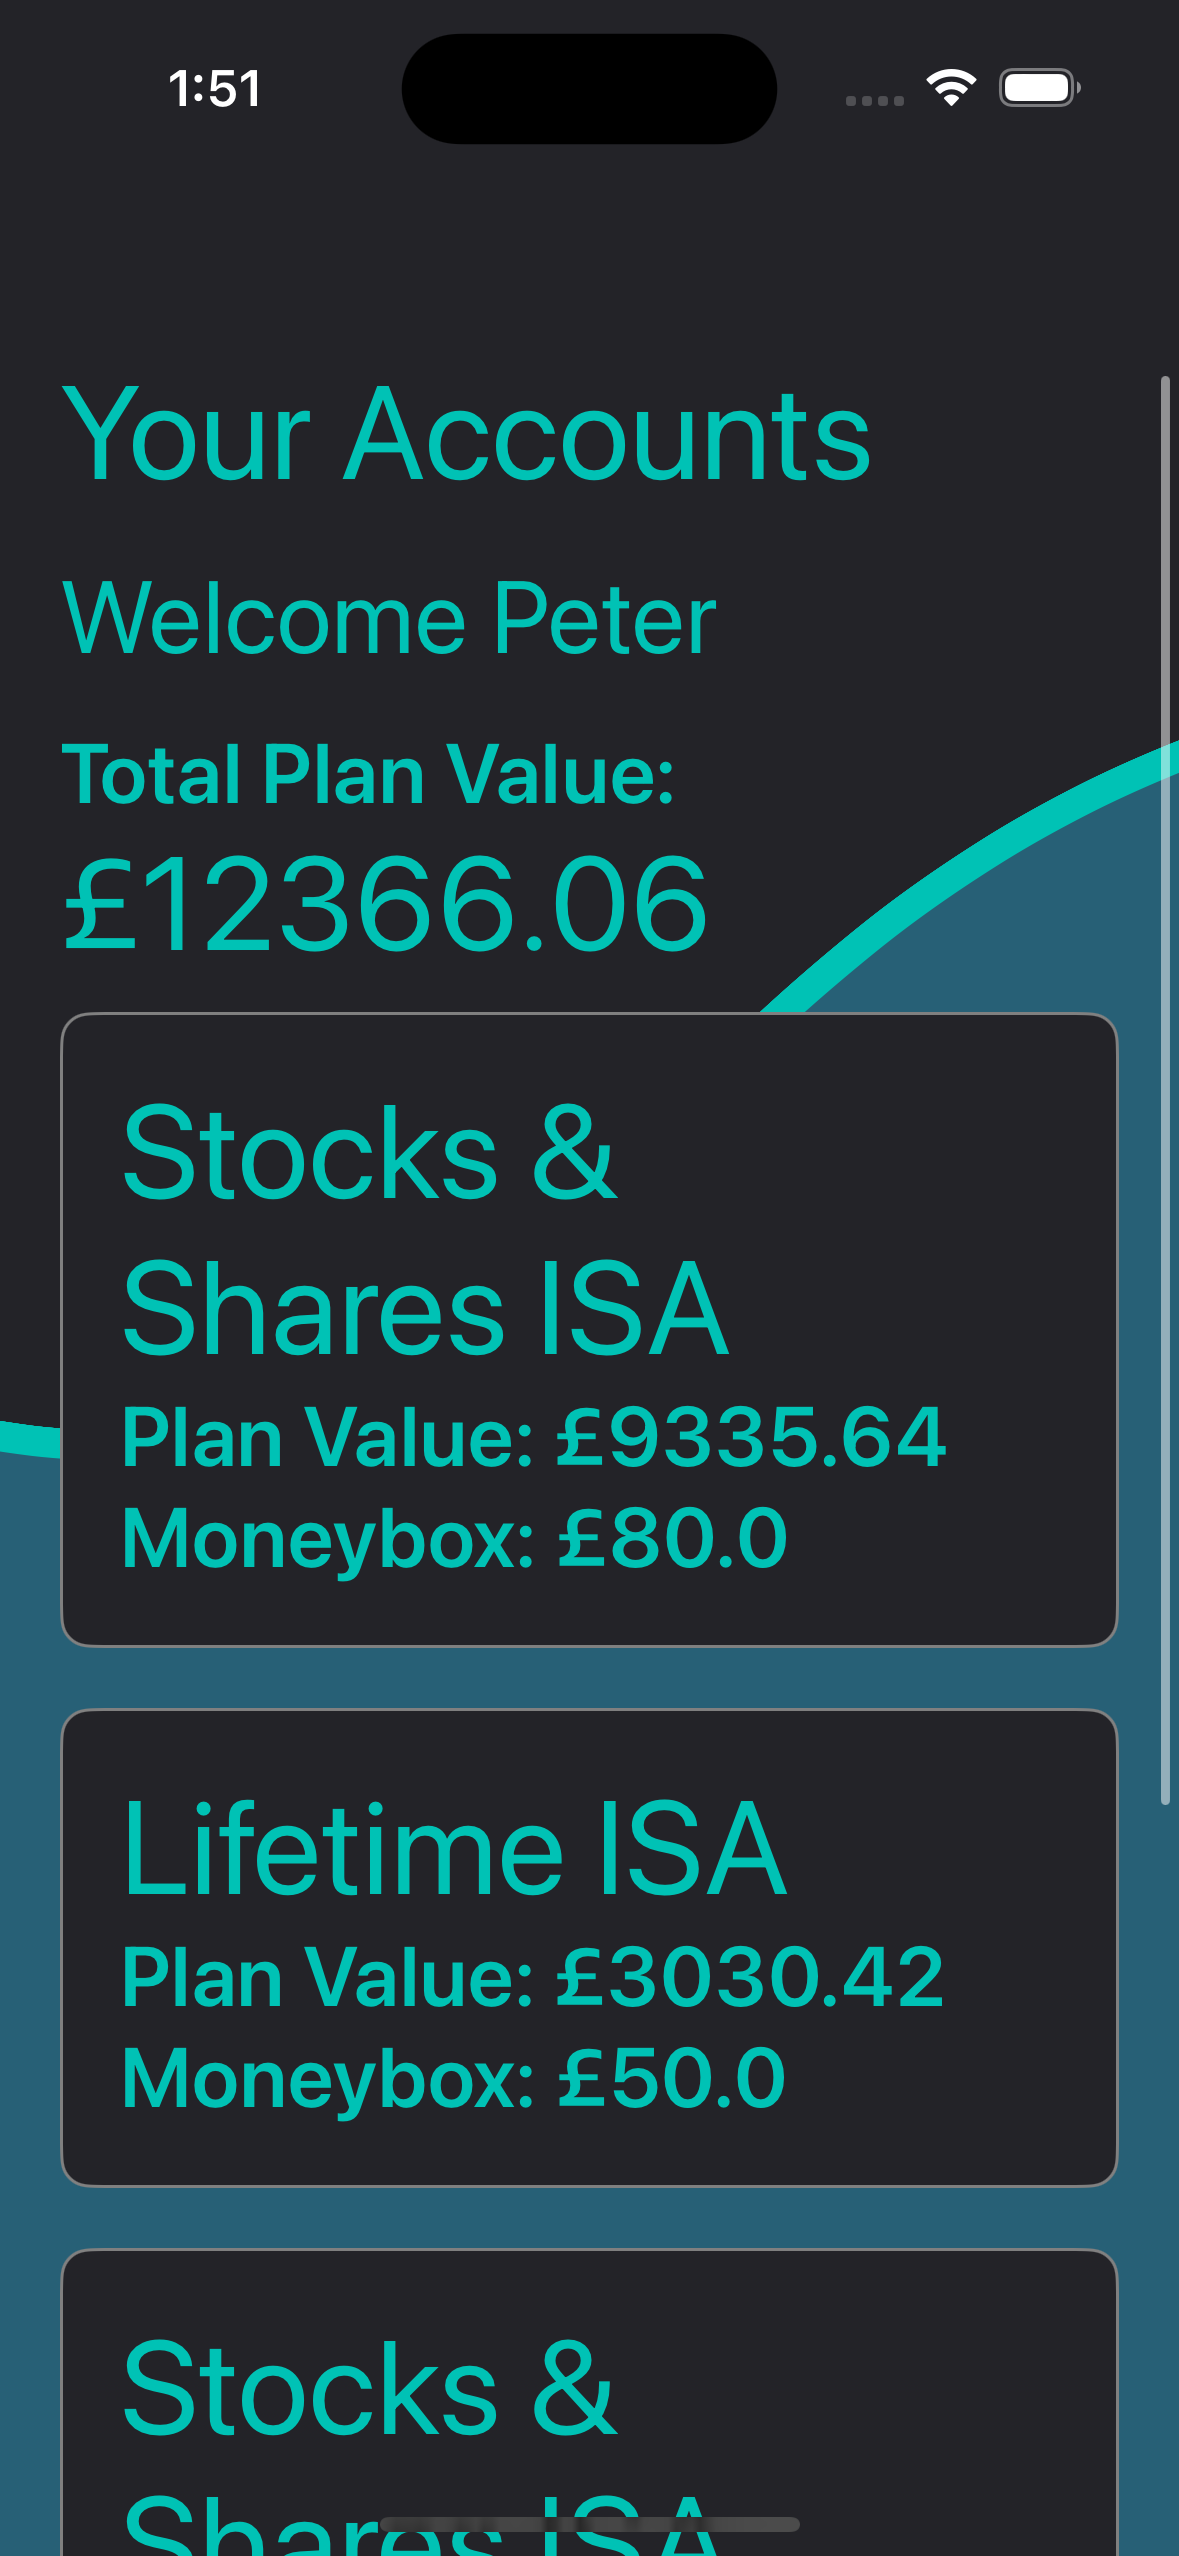 1:51
Your Accounts
Welcome Peter
Total Plan Value:
£12366.06
Stocks &
Shares ISA
Plan Value: £9335.64
Moneybox: £80.0
Lifetime ISA
Plan Value: £3030.42
Moneybox: £50.0
Stocks &
Shares ISA